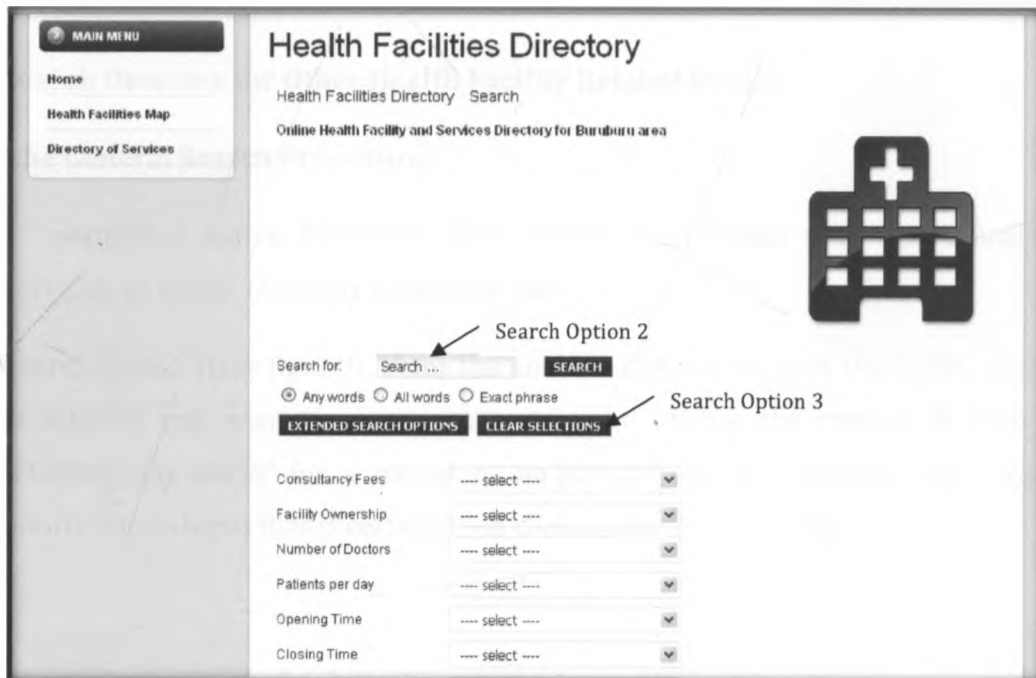 MAIN MENU
Home
Health Facilities Map
Directory of Services
Health Facilities Directory
Health Facilities Directory Search
Online Health Facility and Services Directory for Buruburu area
Search Option 2
Search for: Search ... SEARCH
Any words All words Exact phrase
Search Option 3
EXTENDED SEARCH OPTIONS CLEAR SELECTIONS
Consultancy Fees ---- select ----
Facility Ownership ---- select ----
Number of Doctors ---- select ----
Patients per day ---- select ----
Opening Time ---- select ----
Closing Time ---- select ----